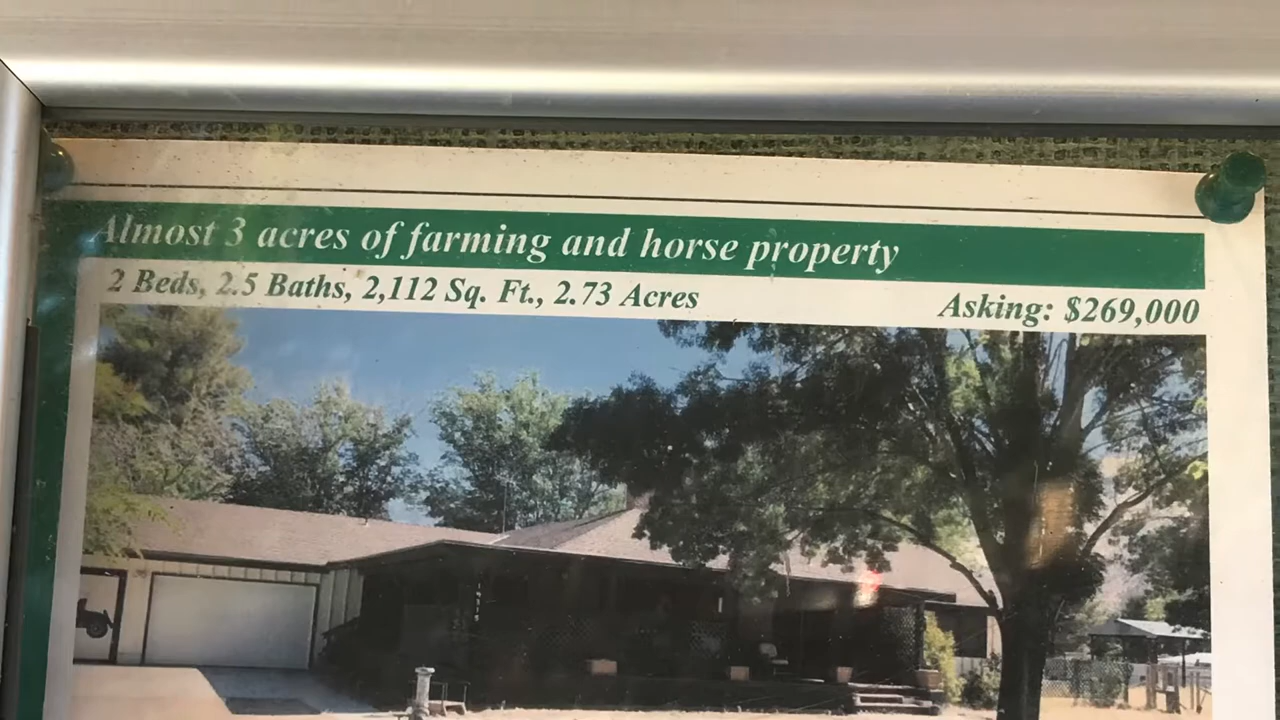 Almost 3 acres of farming and horse property
2 Beds, 2.5 Baths, 2,112 Sq. Ft., 2.73 Acres
Asking: $269,000